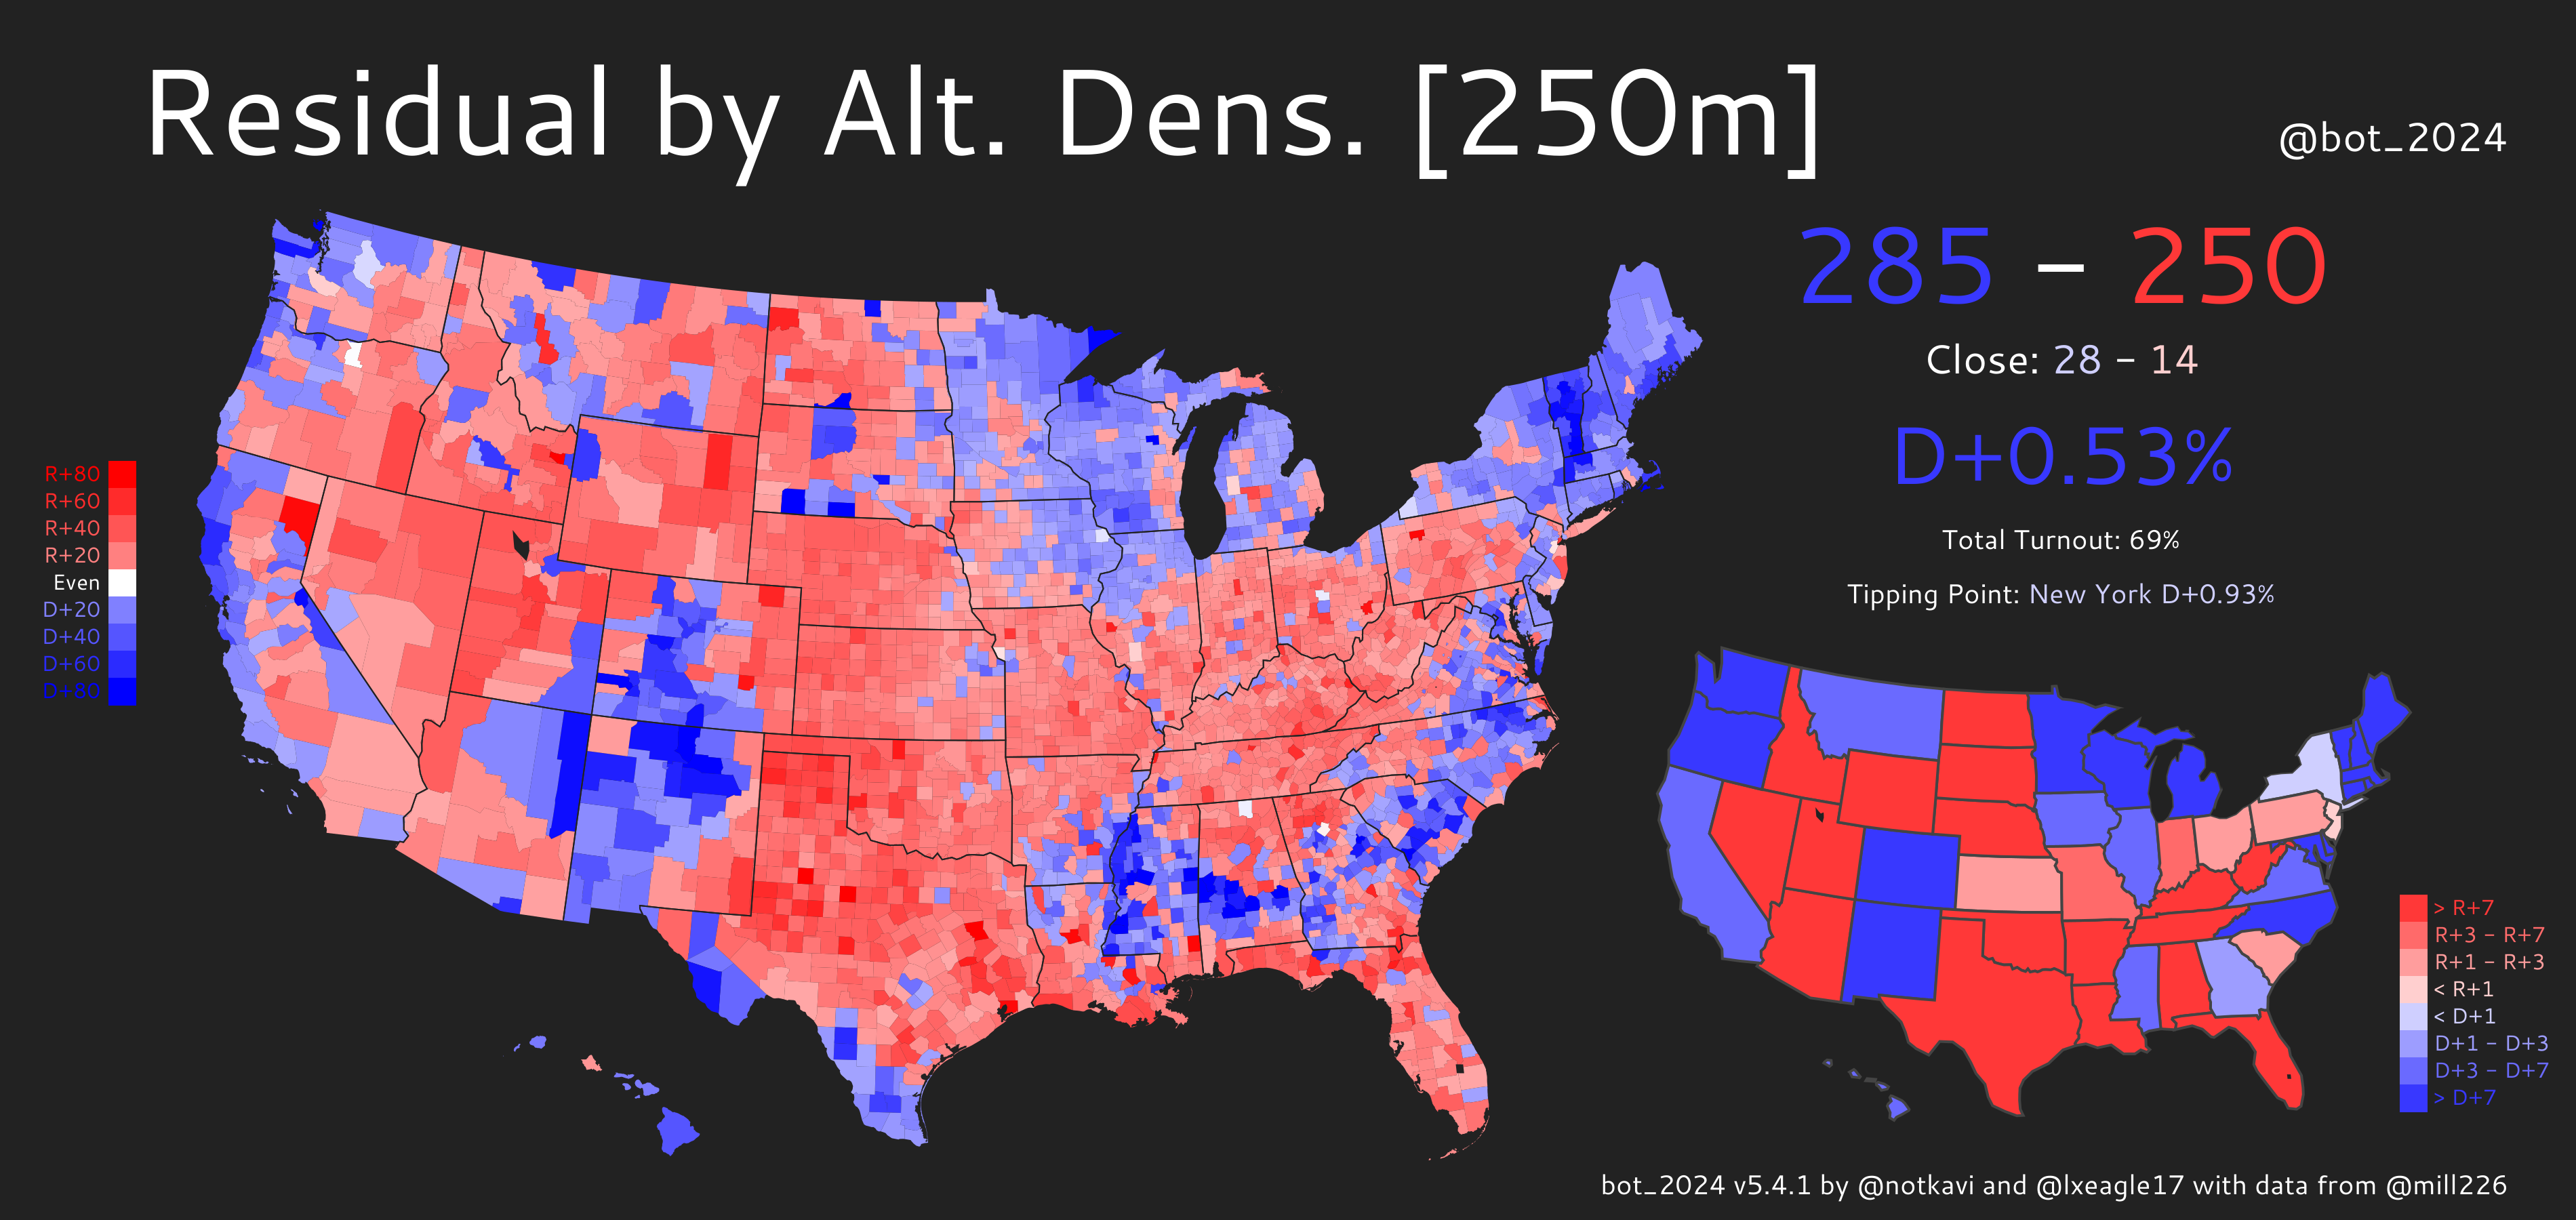 Residual by Alt. Dens. [250m]
@bot_2024
285 – 250
Close: 28 – 14
D+0.53%
Total Turnout: 69%
Tipping Point: New York D+0.93%
R+80
R+60
R+40
R+20
Even
D+20
D+40
D+60
D+80
> R+7
R+3 – R+7
R+1 – R+3
< R+1
< D+1
D+1 – D+3
D+3 – D+7
> D+7
bot_2024 v5.4.1 by @notkavi and @lxeagle17 with data from @mill226